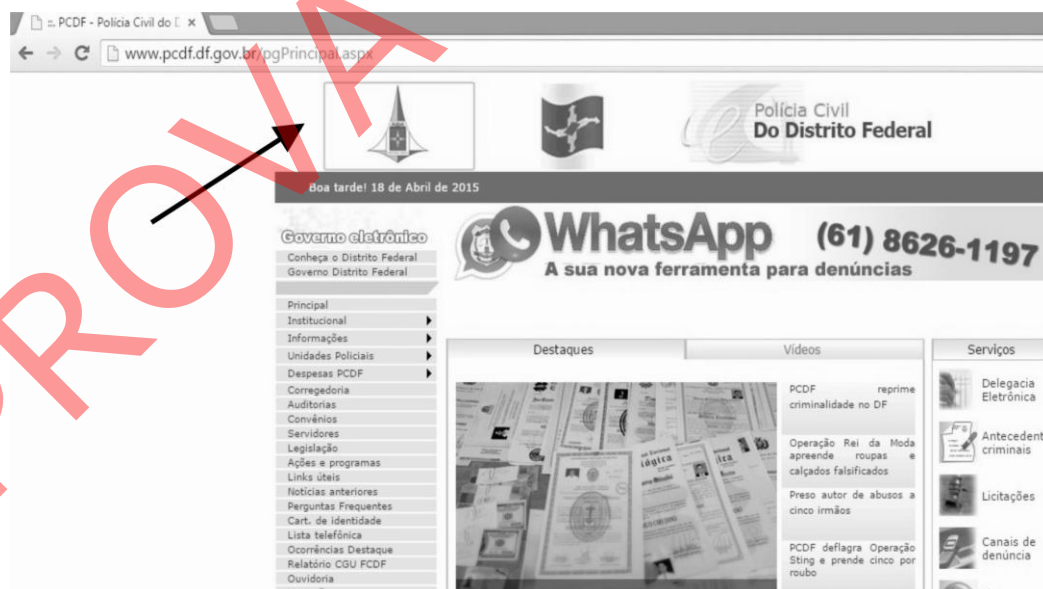 :: PCDF - Polícia Civil do D
www.pcdf.df.gov.br/pgPrincipal.aspx
Polícia Civil
Do Distrito Federal
Boa tarde! 18 de Abril de 2015
Governo eletrônico
Conheça o Distrito Federal
Governo Distrito Federal
WhatsApp (61) 8626-1197
A sua nova ferramenta para denúncias
Principal
Institucional
Informações
Unidades Policiais
Despesas PCDF
Corregedoria
Auditorias
Convênios
Servidores
Legislação
Ações e programas
Links úteis
Notícias anteriores
Perguntas Frequentes
Cart. de identidade
Lista telefônica
Ocorrências Destaque
Relatório CGU FCDF
Ouvidoria
Destaques
Vídeos
PCDF reprime
criminalidade no DF
Operação Rei da Moda
apreende roupas e
calçados falsificados
Preso autor de abusos a
cinco irmãos
PCDF deflagra Operação
Sting e prende cinco por
roubo
Serviços
Delegacia
Eletrônica
Antecedent
criminais
Licitações
Canais de
denúncia
PROVA